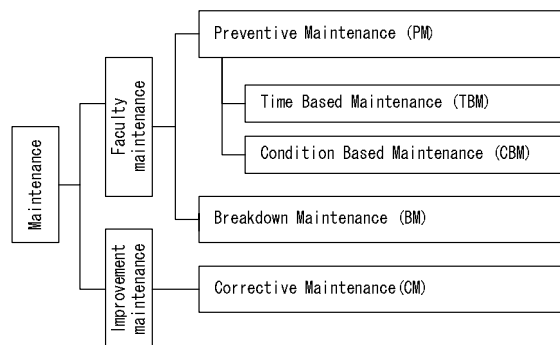 Maintenance
Faculty
maintenance
Preventive Maintenance (PM)
Time Based Maintenance (TBM)
Condition Based Maintenance (CBM)
Breakdown Maintenance (BM)
Improvement
maintenance
Corrective Maintenance(CM)